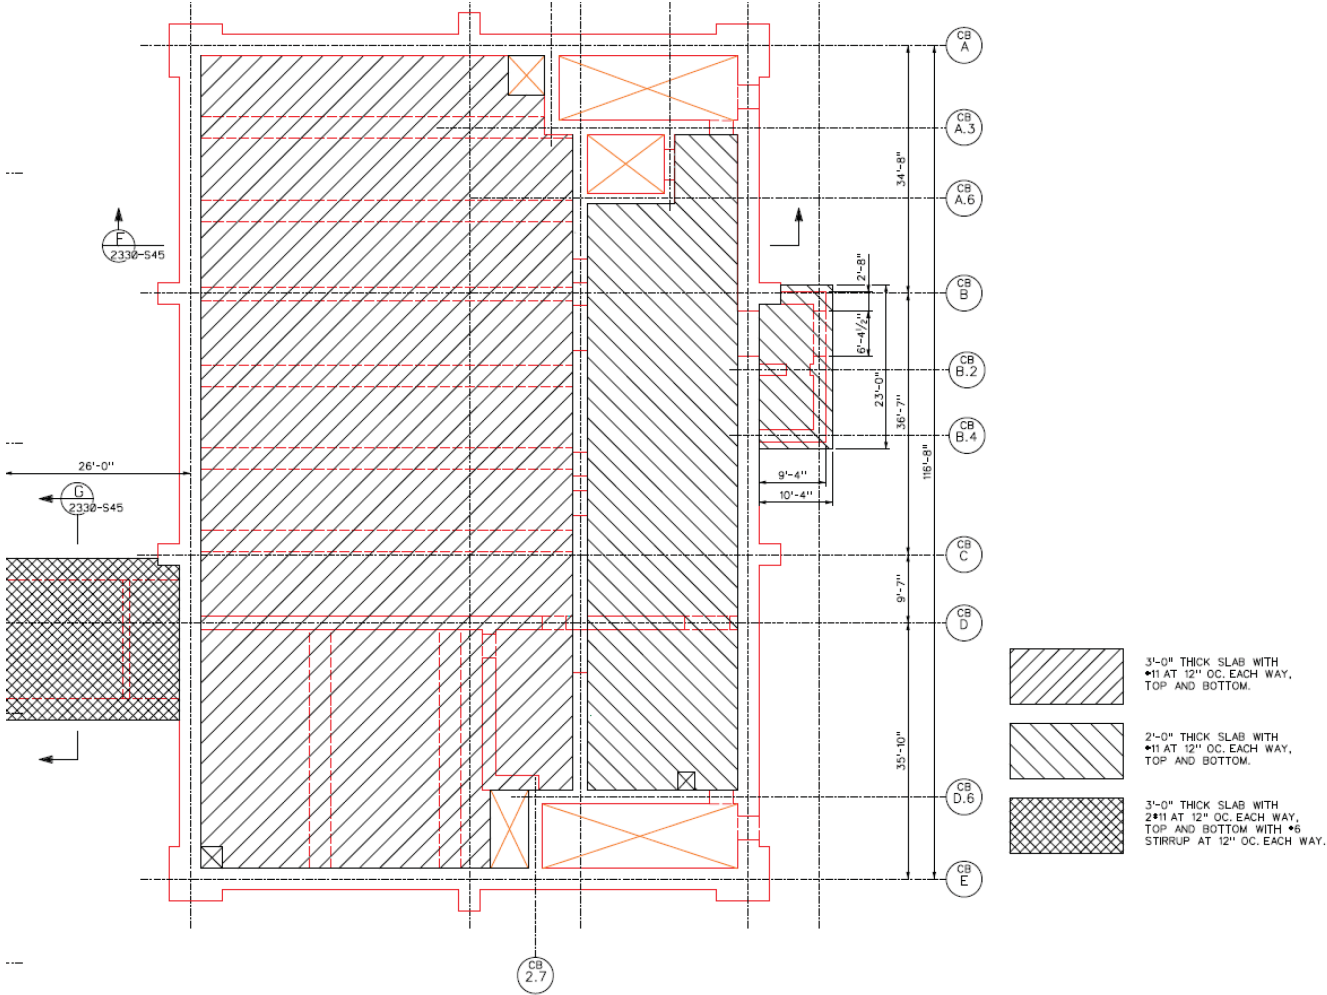 CB
A
CB
A.3
34'-8"
CB
A.6
F
2330-S45
2'-8"
CB
B
6'-4½"
CB
B.2
23'-0"
36'-7"
CB
B.4
116'-8"
26'-0"
9'-4"
G
2330-S45
10'-4"
CB
C
9'-7"
CB
D
3'-0" THICK SLAB WITH
#11 AT 12" OC. EACH WAY,
TOP AND BOTTOM.
35'-10"
2'-0" THICK SLAB WITH
#11 AT 12" OC. EACH WAY,
TOP AND BOTTOM.
CB
D.6
3'-0" THICK SLAB WITH
2#11 AT 12" OC. EACH WAY,
TOP AND BOTTOM WITH #6
STIRRUP AT 12" OC. EACH WAY.
CB
E
CB
2.7